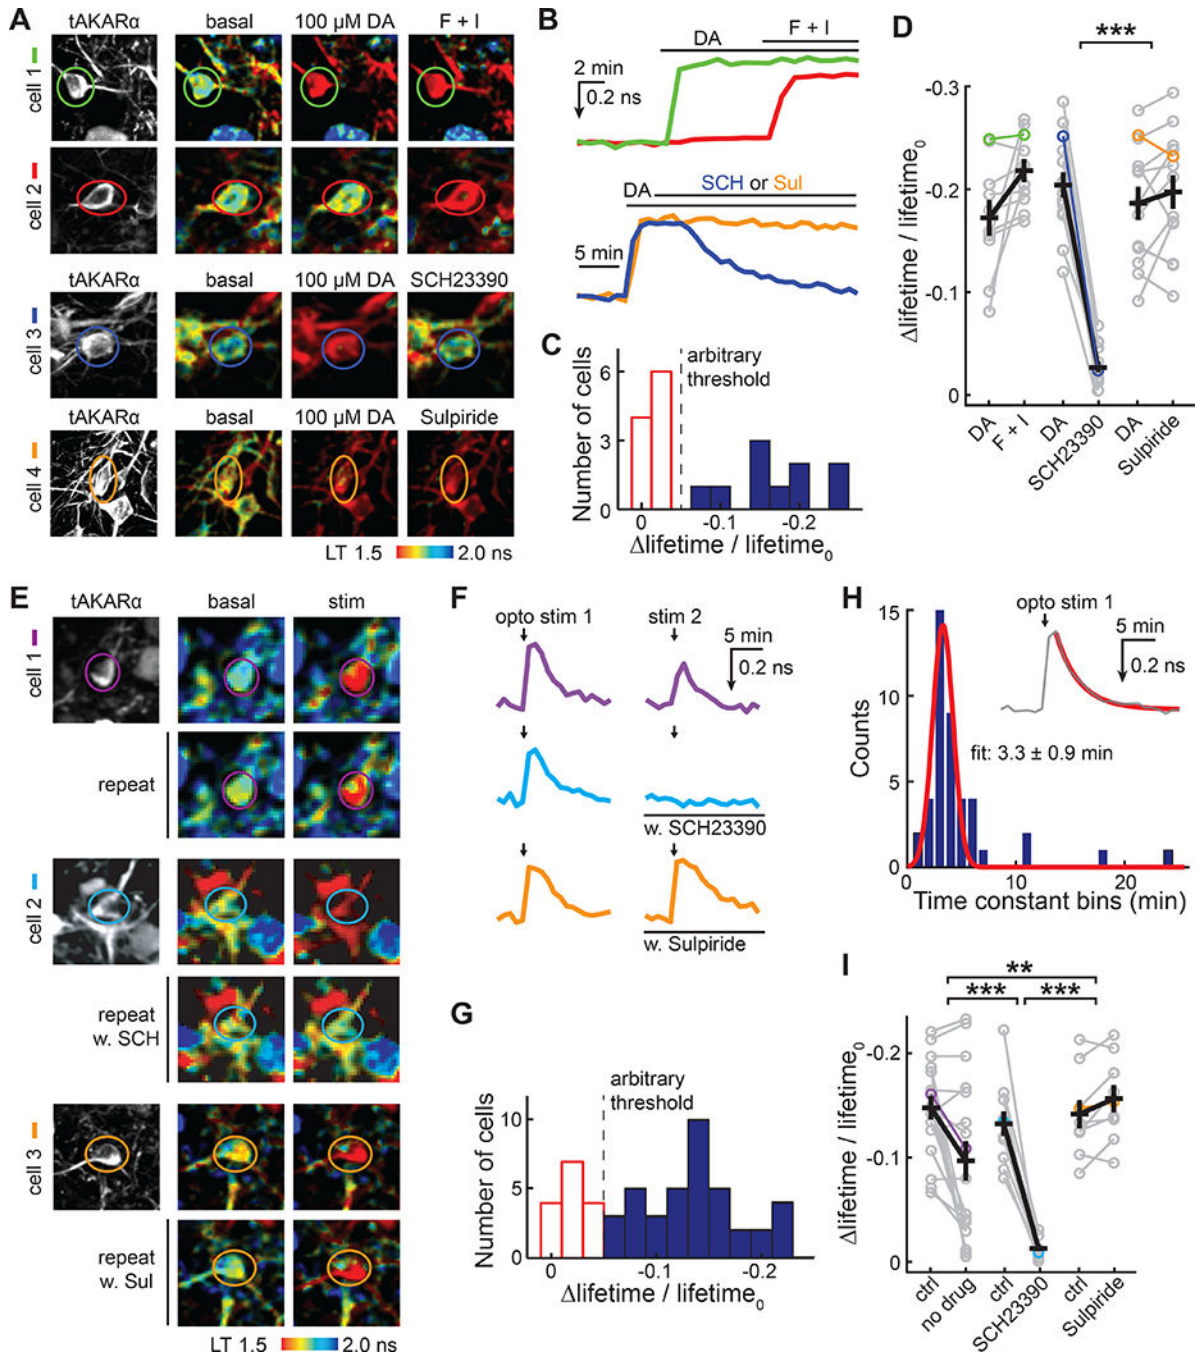 A
tAKARα basal 100 µM DA F + I
cell 1
cell 2
tAKARα basal 100 µM DA SCH23390
cell 3
tAKARα basal 100 µM DA Sulpiride
cell 4
LT 1.5 2.0 ns
B
DA F + I
2 min
0.2 ns
DA SCH or Sul
5 min
C
Number of cells
6
3
0
arbitrary
threshold
0 -0.1 -0.2
Δlifetime / lifetime₀
D
***
Δlifetime / lifetime₀
-0.3
-0.2
-0.1
0
DA
F + I
DA
SCH23390
DA
Sulpiride
E
tAKARα basal stim
cell 1
repeat
cell 2
repeat
w. SCH
cell 3
repeat
w. Sul
LT 1.5 2.0 ns
F
opto stim 1 stim 2
5 min
0.2 ns
w. SCH23390
w. Sulpiride
G
Number of cells
10
5
0
arbitrary
threshold
0 -0.1 -0.2
Δlifetime / lifetime₀
H
Counts
15
10
5
0
opto stim 1
5 min
0.2 ns
fit: 3.3 ± 0.9 min
0 10 20
Time constant bins (min)
I
**
*** ***
Δlifetime / lifetime₀
-0.2
-0.1
0
ctrl
no drug
ctrl
SCH23390
ctrl
Sulpiride